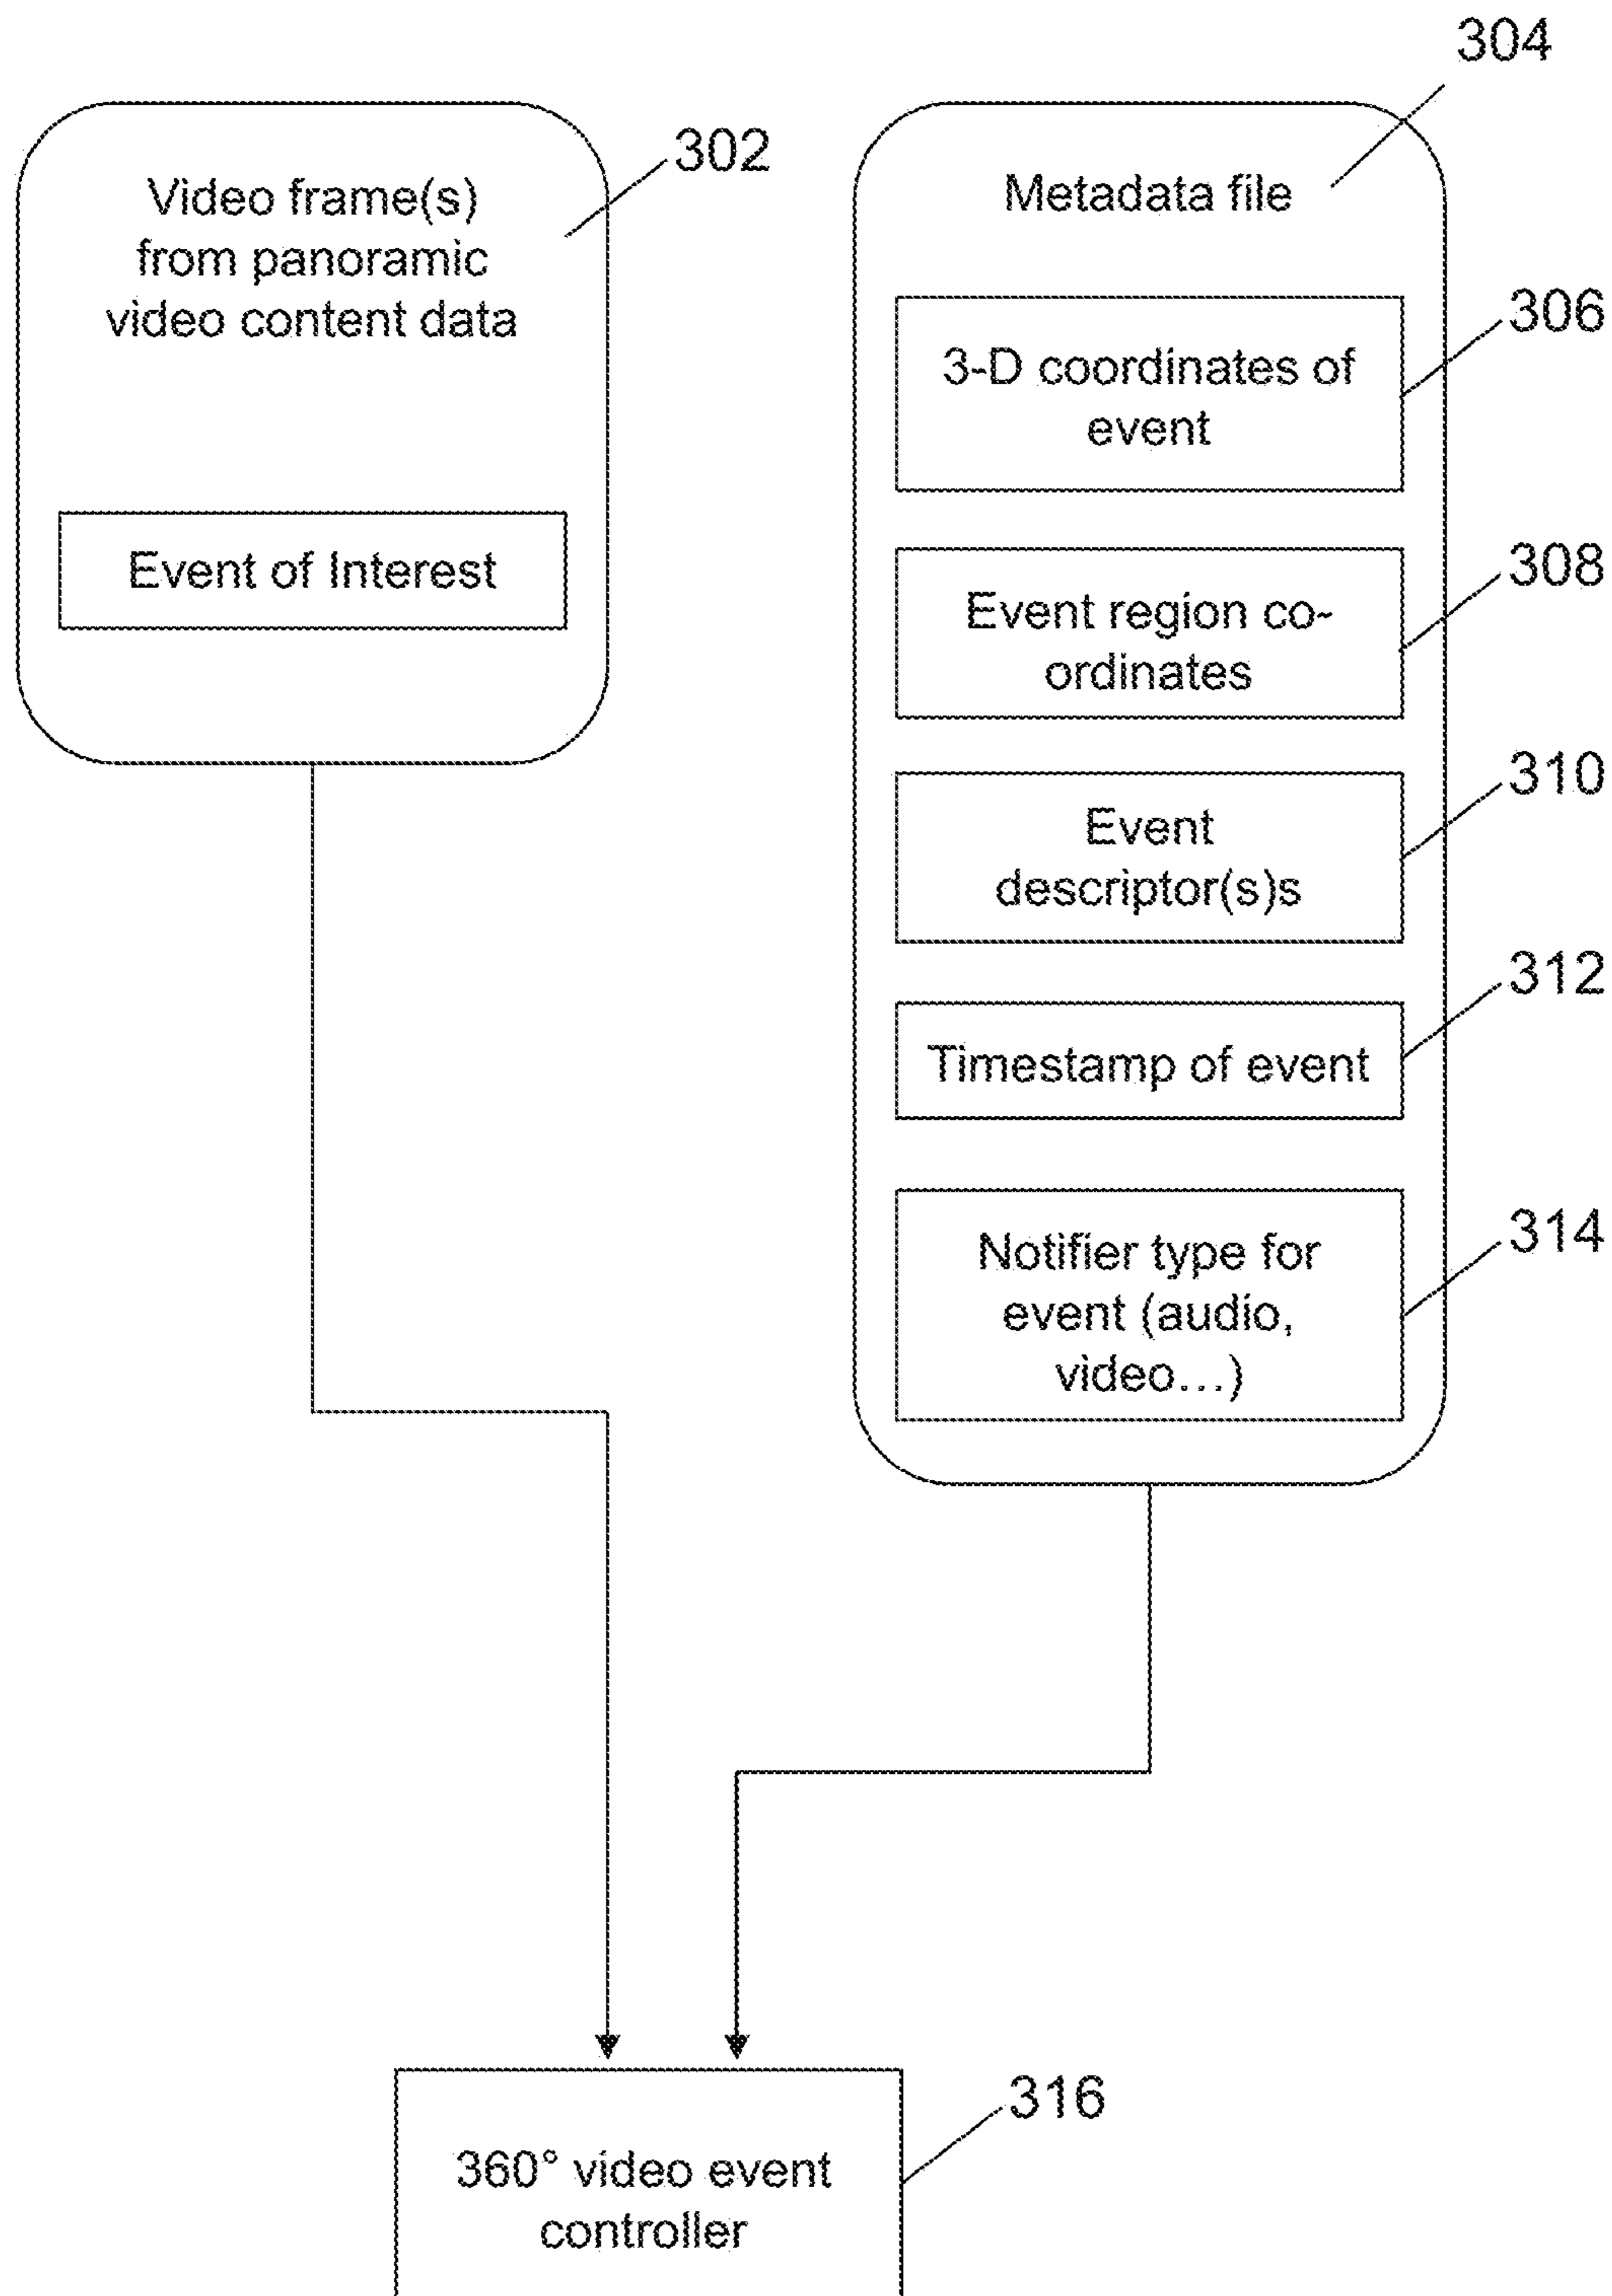 304
302
Video frame(s)
from panoramic
video content data
Event of Interest
Metadata file
306
3-D coordinates of
event
308
Event region co-
ordinates
310
Event
descriptor(s)s
312
Timestamp of event
314
Notifier type for
event (audio,
video...)
316
360° video event
controller